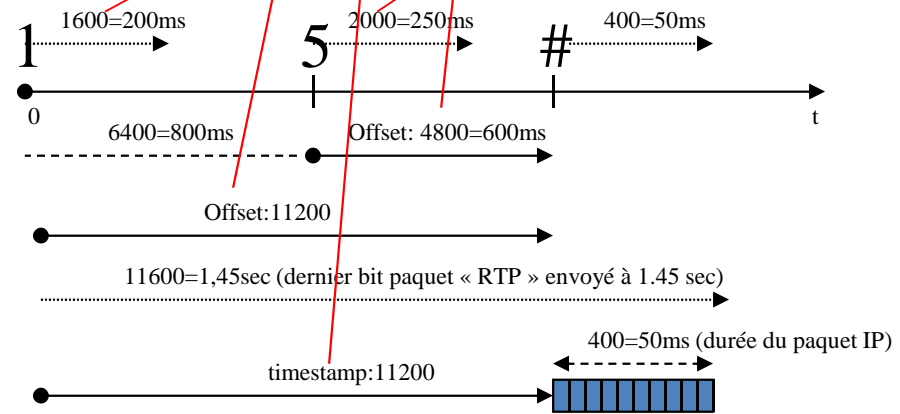 1600=200ms 2000=250ms 400=50ms
1 5 #
0 t
6400=800ms Offset: 4800=600ms
Offset:11200
11600=1,45sec (dernier bit paquet « RTP » envoyé à 1.45 sec)
400=50ms (durée du paquet IP)
timestamp:11200